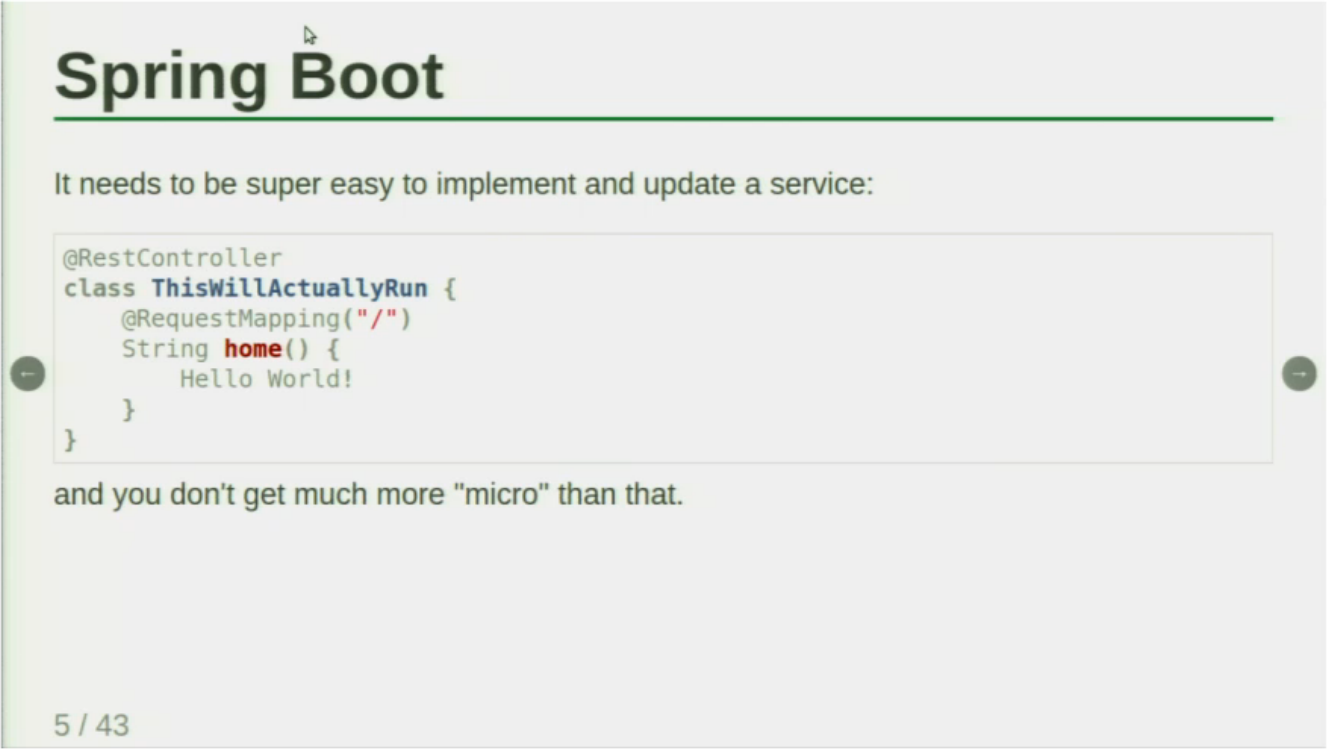 Spring Boot
It needs to be super easy to implement and update a service:
@RestController
class ThisWillActuallyRun {
    @RequestMapping("/")
    String home() {
        Hello World!
    }
}
and you don't get much more "micro" than that.
←
→
5 / 43